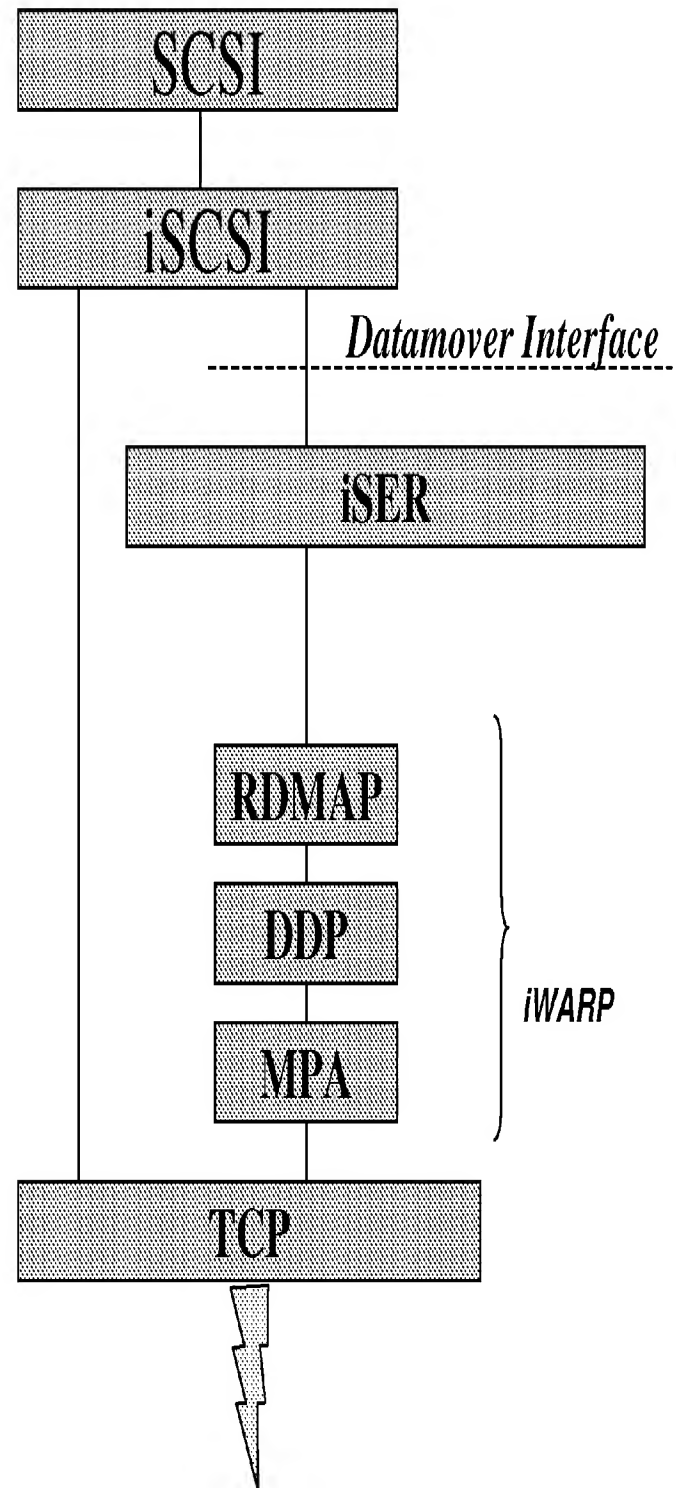 SCSI
iSCSI
Datamover Interface
iSER
RDMAP
DDP
iWARP
MPA
TCP